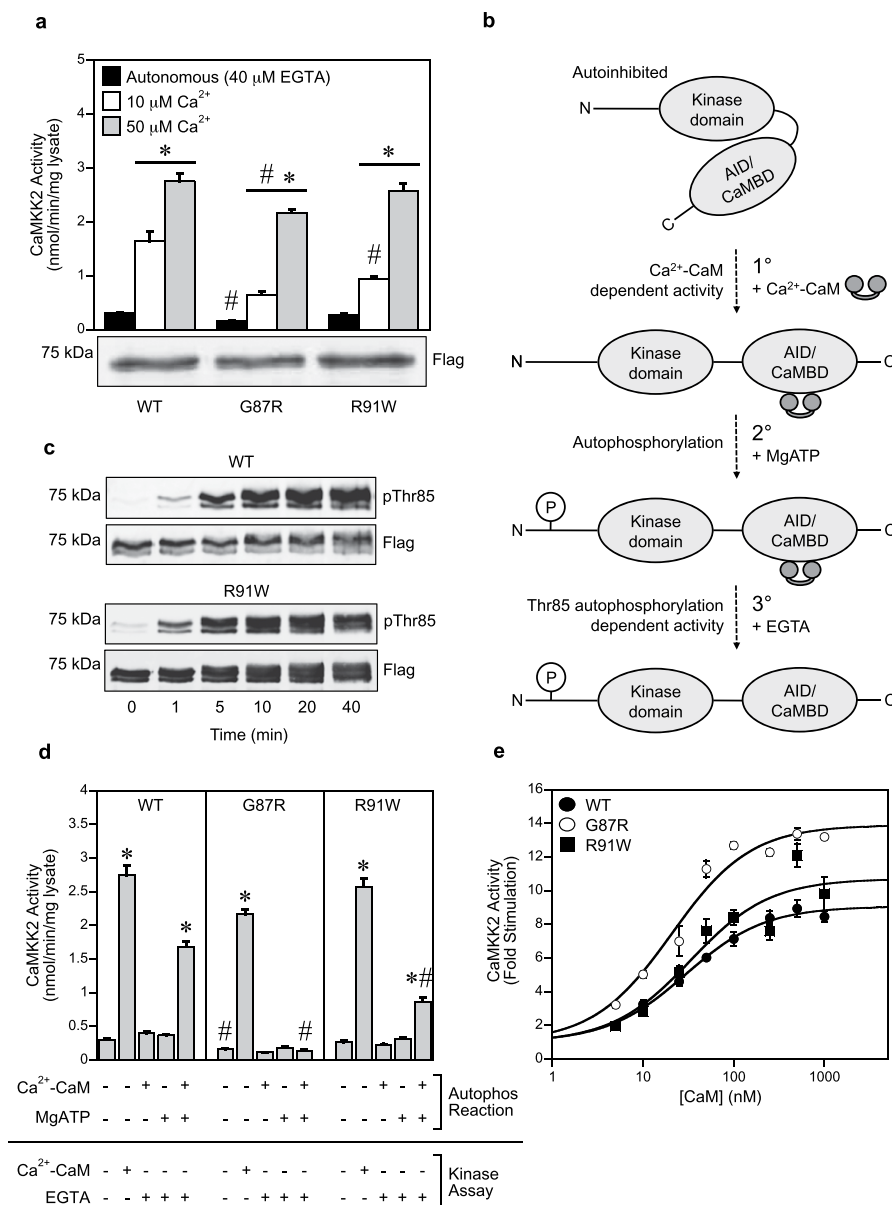 a
5
4
3
2
1
0
CaMKK2 Activity
(nmol/min/mg lysate)
Autonomous (40 μM EGTA)
10 μM Ca²⁺
50 μM Ca²⁺
*
# *
*
#
#
75 kDa
Flag
WT G87R R91W
b
Autoinhibited
N
Kinase
domain
AID/
CaMBD
C
Ca²⁺-CaM
dependent activity
1°
+ Ca²⁺-CaM
N
Kinase
domain
AID/
CaMBD
C
Autophosphorylation
2°
+ MgATP
P
N
Kinase
domain
AID/
CaMBD
C
Thr85 autophosphorylation
dependent activity
3°
+ EGTA
P
N
Kinase
domain
AID/
CaMBD
C
c
WT
75 kDa
pThr85
75 kDa
Flag
R91W
75 kDa
pThr85
75 kDa
Flag
0 1 5 10 20 40
Time (min)
d
4
3.5
3
2.5
2
1.5
1
0.5
0
CaMKK2 Activity
(nmol/min/mg lysate)
WT G87R R91W
* * # * # * *#
Ca²⁺-CaM - - + - + - - + - + - - + - +
MgATP - - - + + - - - + + - - - + +
Autophos
Reaction
Ca²⁺-CaM - + - - - - + - - - - + - - -
EGTA - - + + + - - + + + - - + + +
Kinase
Assay
e
16
14
12
10
8
6
4
2
0
CaMKK2 Activity
(Fold Stimulation)
WT
G87R
R91W
1 10 100 1000
[CaM] (nM)